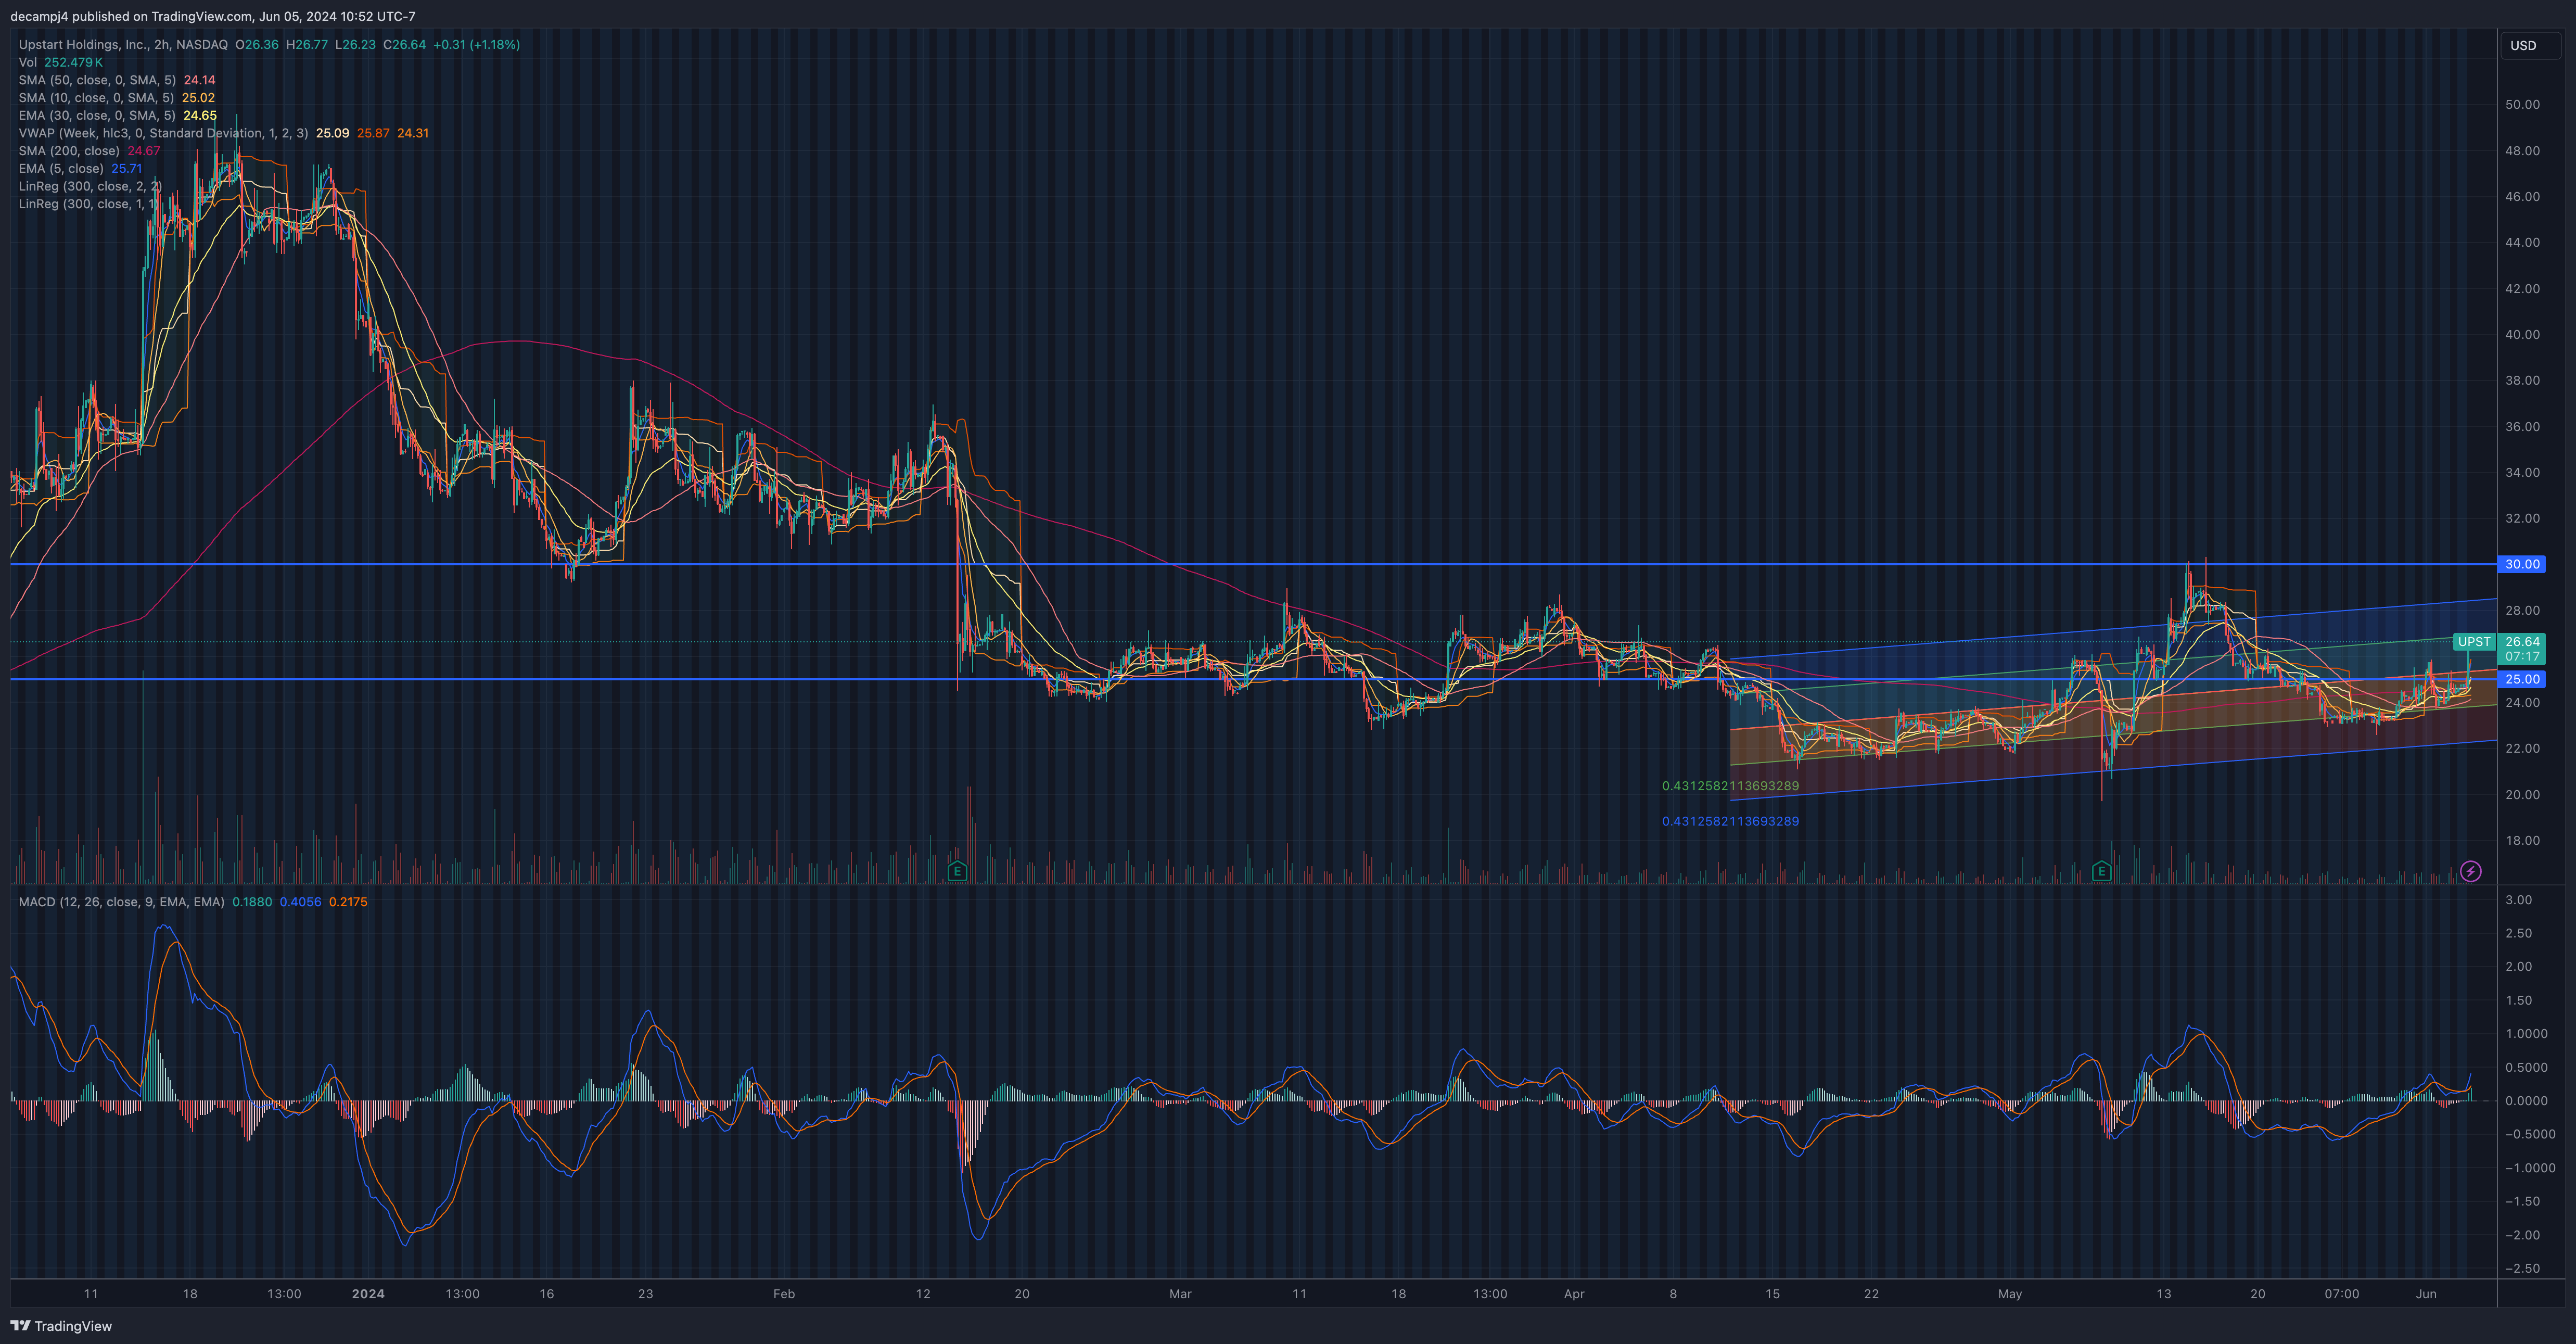 decampj4 published on TradingView.com, Jun 05, 2024 10:52 UTC-7
Upstart Holdings, Inc., 2h, NASDAQ O26.36 H26.77 L26.23 C26.64 +0.31 (+1.18%)
USD
Vol 252.479K
SMA (50, close, 0, SMA, 5) 24.14
SMA (10, close, 0, SMA, 5) 25.02
EMA (30, close, 0, SMA, 5) 24.65
VWAP (Week, hlc3, 0, Standard Deviation, 1, 2, 3) 25.09 25.87 24.31
SMA (200, close) 24.67
EMA (5, close) 25.71
LinReg (300, close, 2, 2)
LinReg (300, close, 1, 1)
50.00
48.00
46.00
44.00
42.00
40.00
38.00
36.00
34.00
32.00
30.00
28.00
UPST 26.64
07:17
25.00
24.00
22.00
20.00
18.00
0.4312582113693289
0.4312582113693289
E
E
MACD (12, 26, close, 9, EMA, EMA) 0.1880 0.4056 0.2175
3.00
2.50
2.00
1.50
1.0000
0.5000
0.0000
−0.5000
−1.0000
−1.50
−2.00
−2.50
11 18 13:00 2024 13:00 16 23 Feb 12 20 Mar 11 18 13:00 Apr 8 15 22 May 13 20 07:00 Jun
TradingView